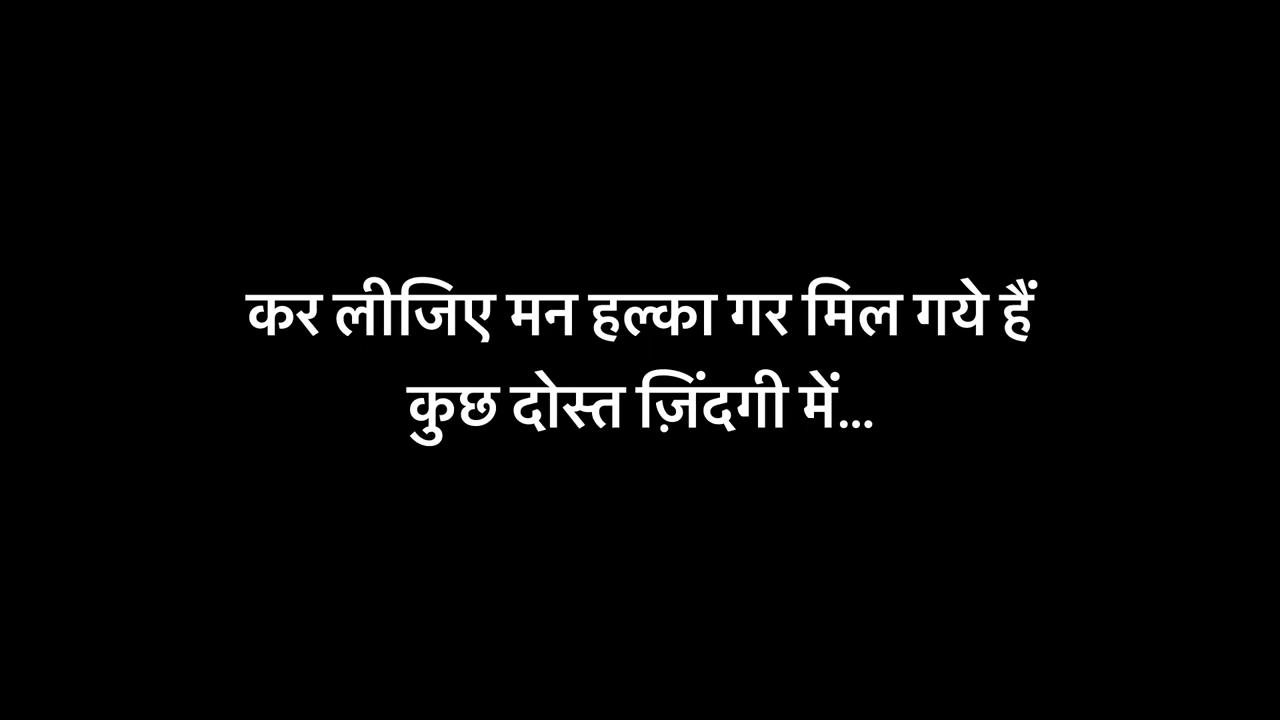 कर लीजिए मन हल्का गर मिल गये हैं
कुछ दोस्त ज़िंदगी में...